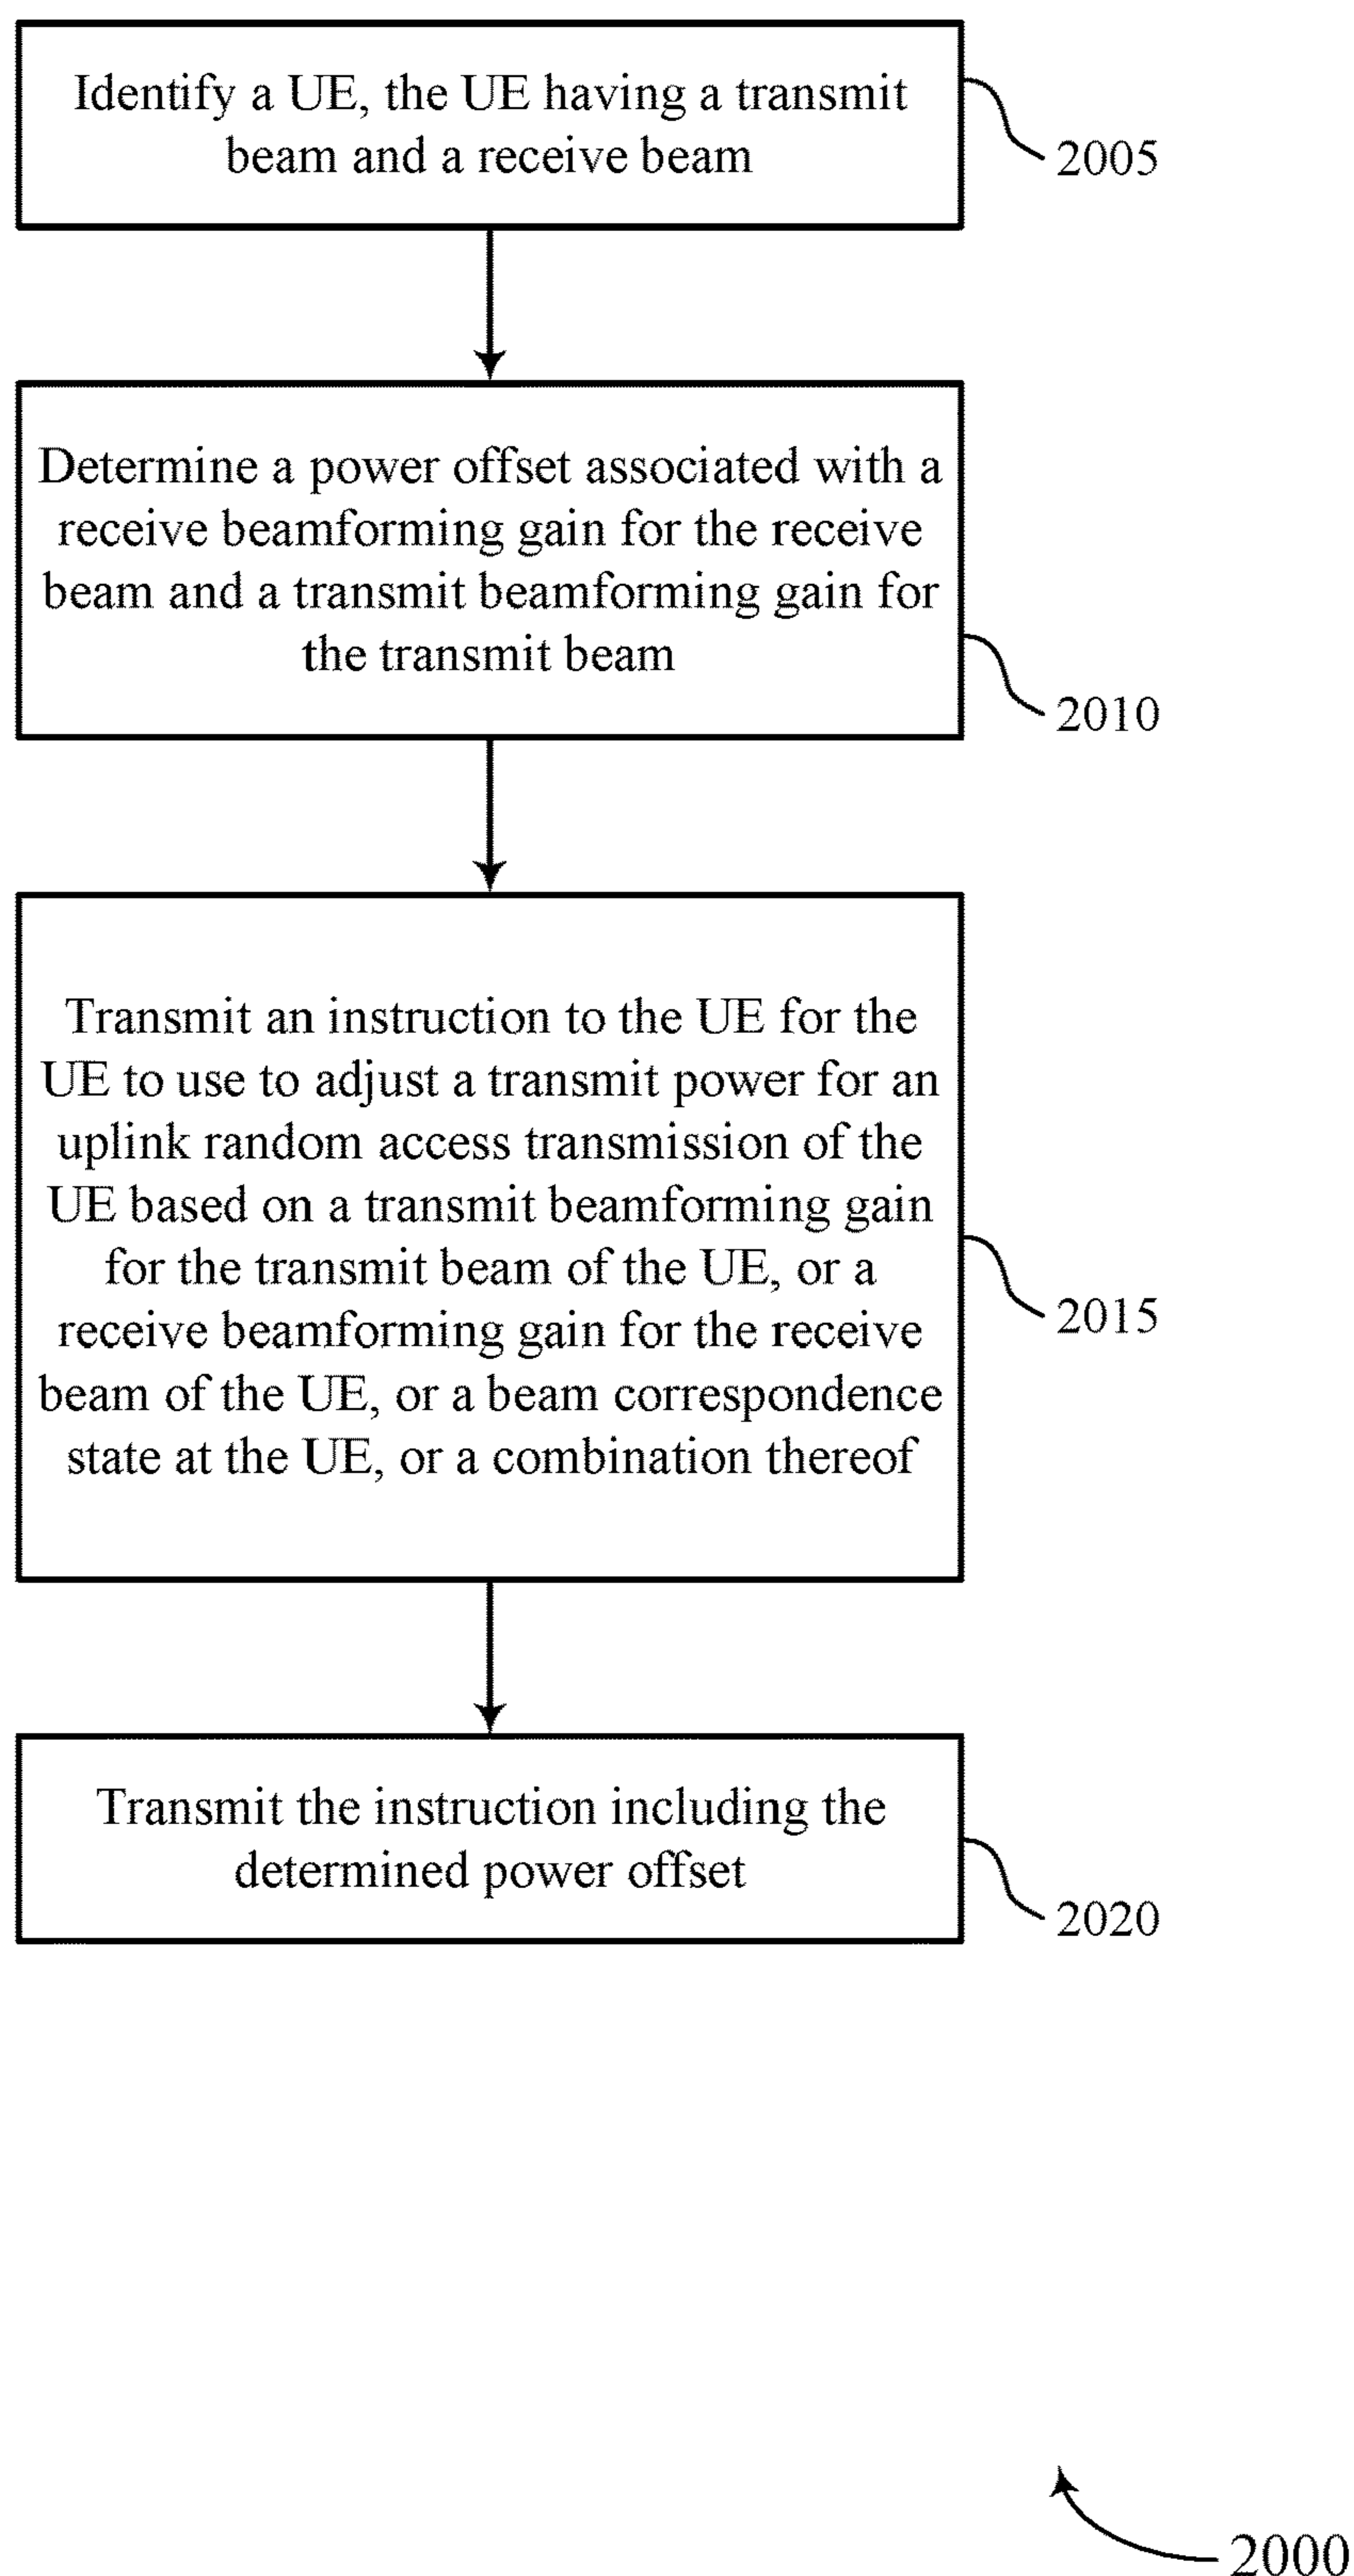 Identify a UE, the UE having a transmit
beam and a receive beam
2005
Determine a power offset associated with a
receive beamforming gain for the receive
beam and a transmit beamforming gain for
the transmit beam
2010
Transmit an instruction to the UE for the
UE to use to adjust a transmit power for an
uplink random access transmission of the
UE based on a transmit beamforming gain
for the transmit beam of the UE, or a
receive beamforming gain for the receive
beam of the UE, or a beam correspondence
state at the UE, or a combination thereof
2015
Transmit the instruction including the
determined power offset
2020
2000